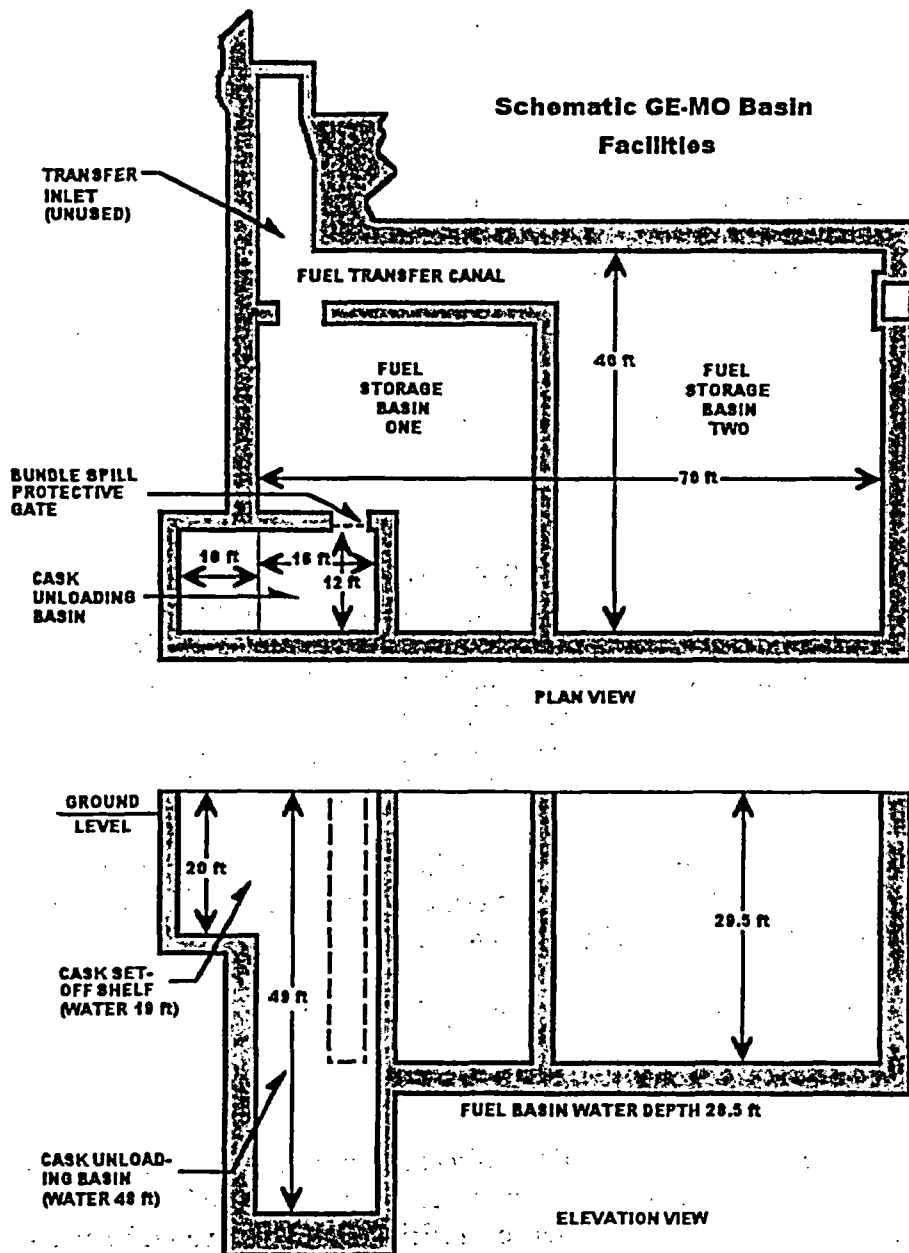 Schematic GE-MO Basin
Facilities
TRANSFER
INLET
(UNUSED)
FUEL TRANSFER CANAL
40 ft
FUEL
STORAGE
BASIN
ONE
FUEL
STORAGE
BASIN
TWO
BUNDLE SPILL
PROTECTIVE
GATE
70 ft
ft
ft
12 ft
CASK
UNLOADING
BASIN
PLAN VIEW
GROUND
LEVEL
20 ft
29.5 ft
CASK SET-
OFF SHELF
(WATER 19 ft)
49 ft
FUEL BASIN WATER DEPTH 28.5 ft
CASK UNLOAD-
ING BASIN
(WATER 48 ft)
ELEVATION VIEW